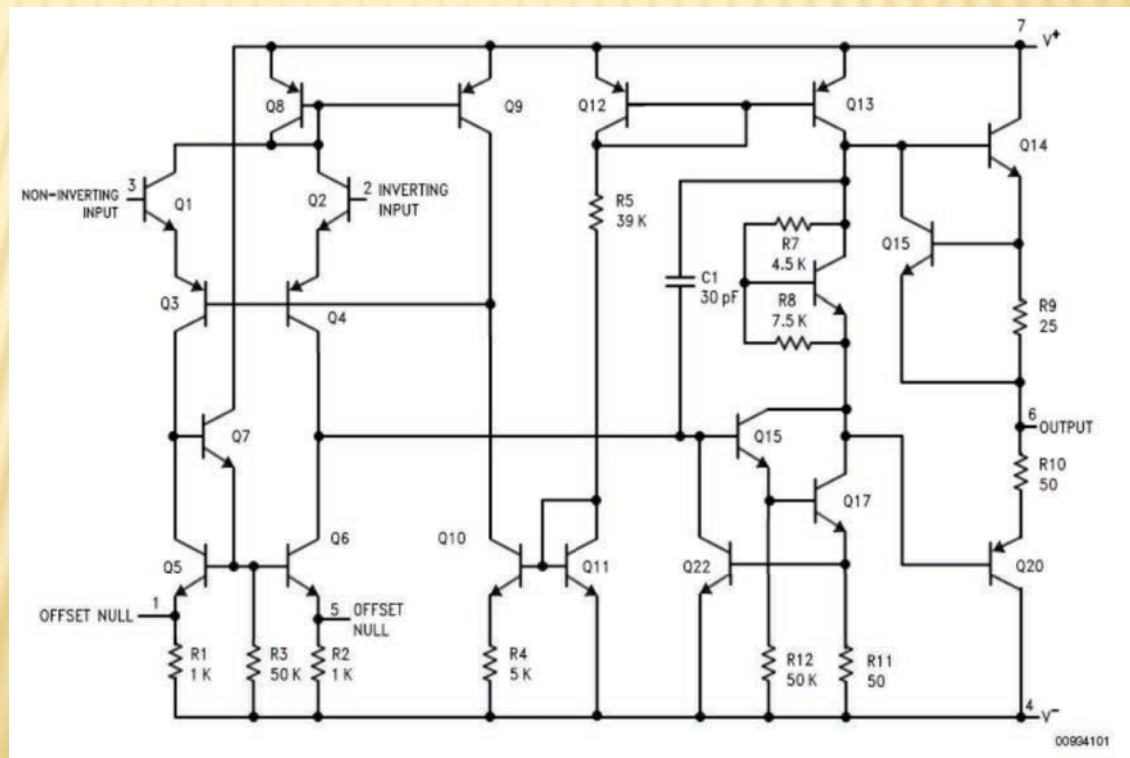 7
V+
Q8
Q9
Q12
Q13
Q14
NON-INVERTING
INPUT
3
Q1
Q2
2 INVERTING
INPUT
R5
39 K
R7
4.5 K
Q15
C1
30 pF
R8
7.5 K
R9
25
Q3
Q4
Q7
Q15
6
OUTPUT
R10
50
Q17
Q5
Q6
Q10
Q11
Q22
Q20
OFFSET NULL
1
5 OFFSET
NULL
R1
1 K
R3
50 K
R2
1 K
R4
5 K
R12
50 K
R11
50
4
V-
00934101